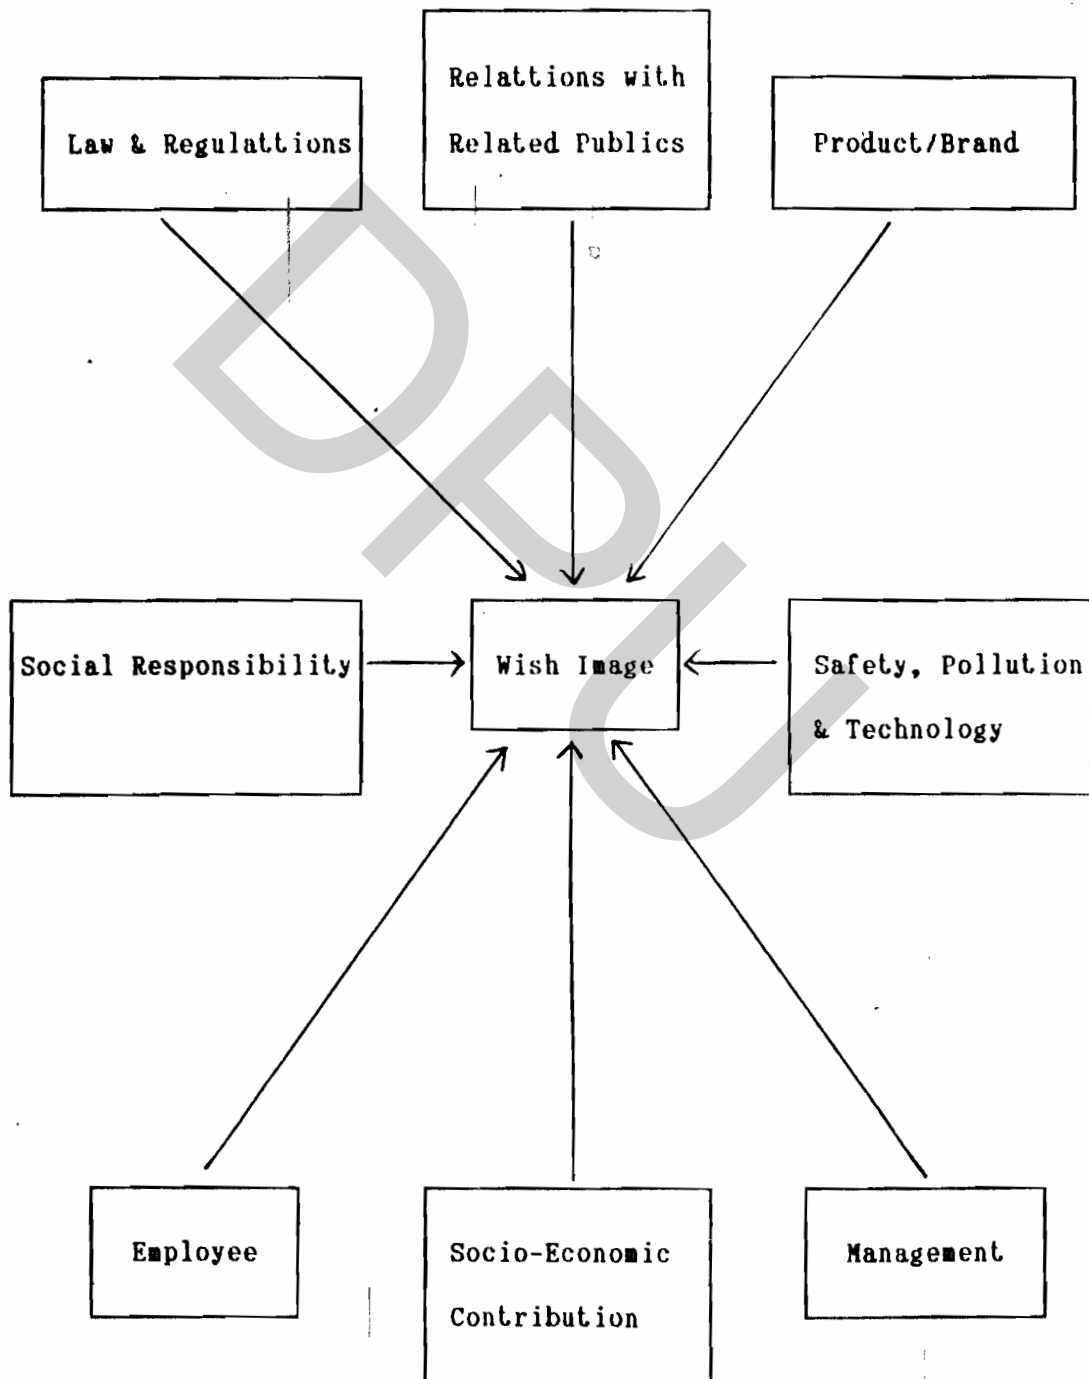 Relattions with
Related Publics
Law & Regulattions
Product/Brand
Social Responsibility
Wish Image
Safety, Pollution
& Technology
Employee
Socio-Economic
Contribution
Management
DPU